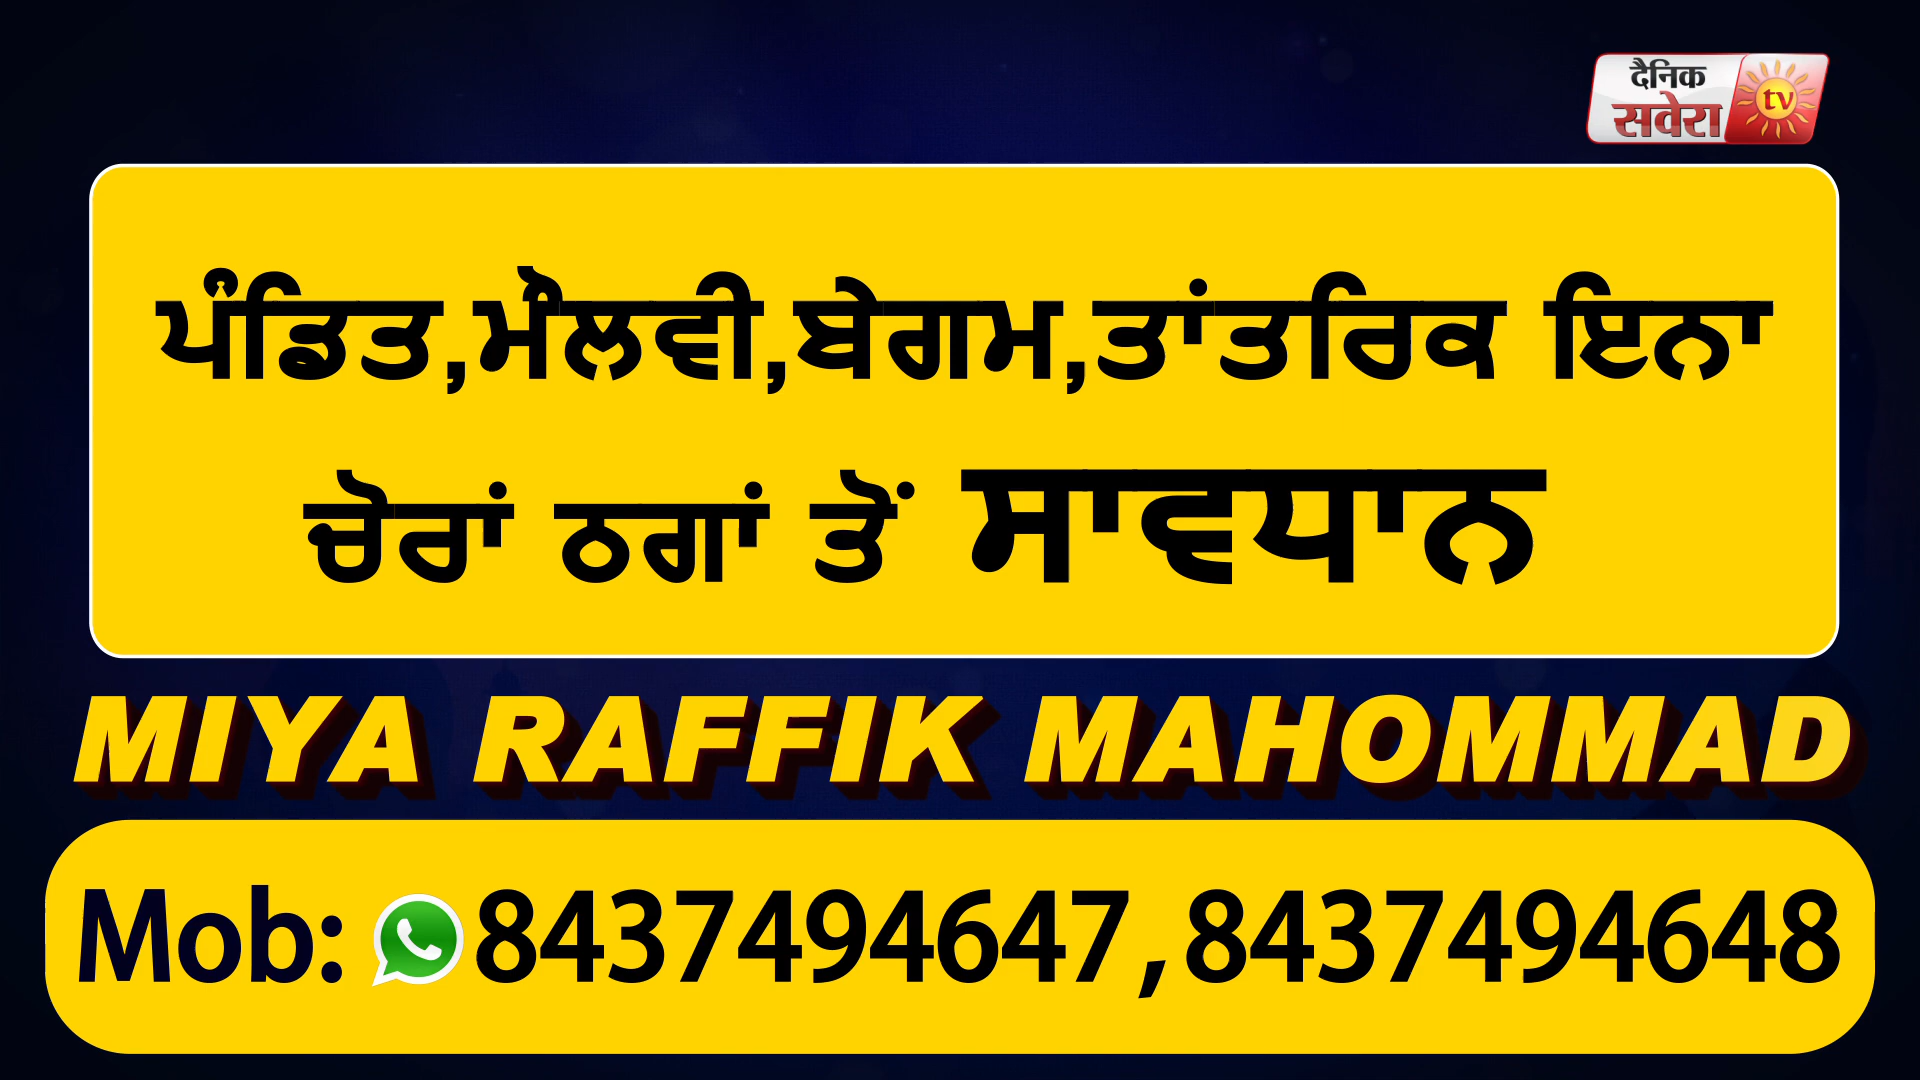 दैनिक
सवेरा tv
ਪੰਡਿਤ,ਮੌਲਵੀ,ਬੇਗਮ,ਤਾਂਤਰਿਕ ਇਨਾ
ਚੋਰਾਂ ਠਗਾਂ ਤੋਂ ਸਾਵਧਾਨ
MIYA RAFFIK MAHOMMAD
Mob: 8437494647,8437494648